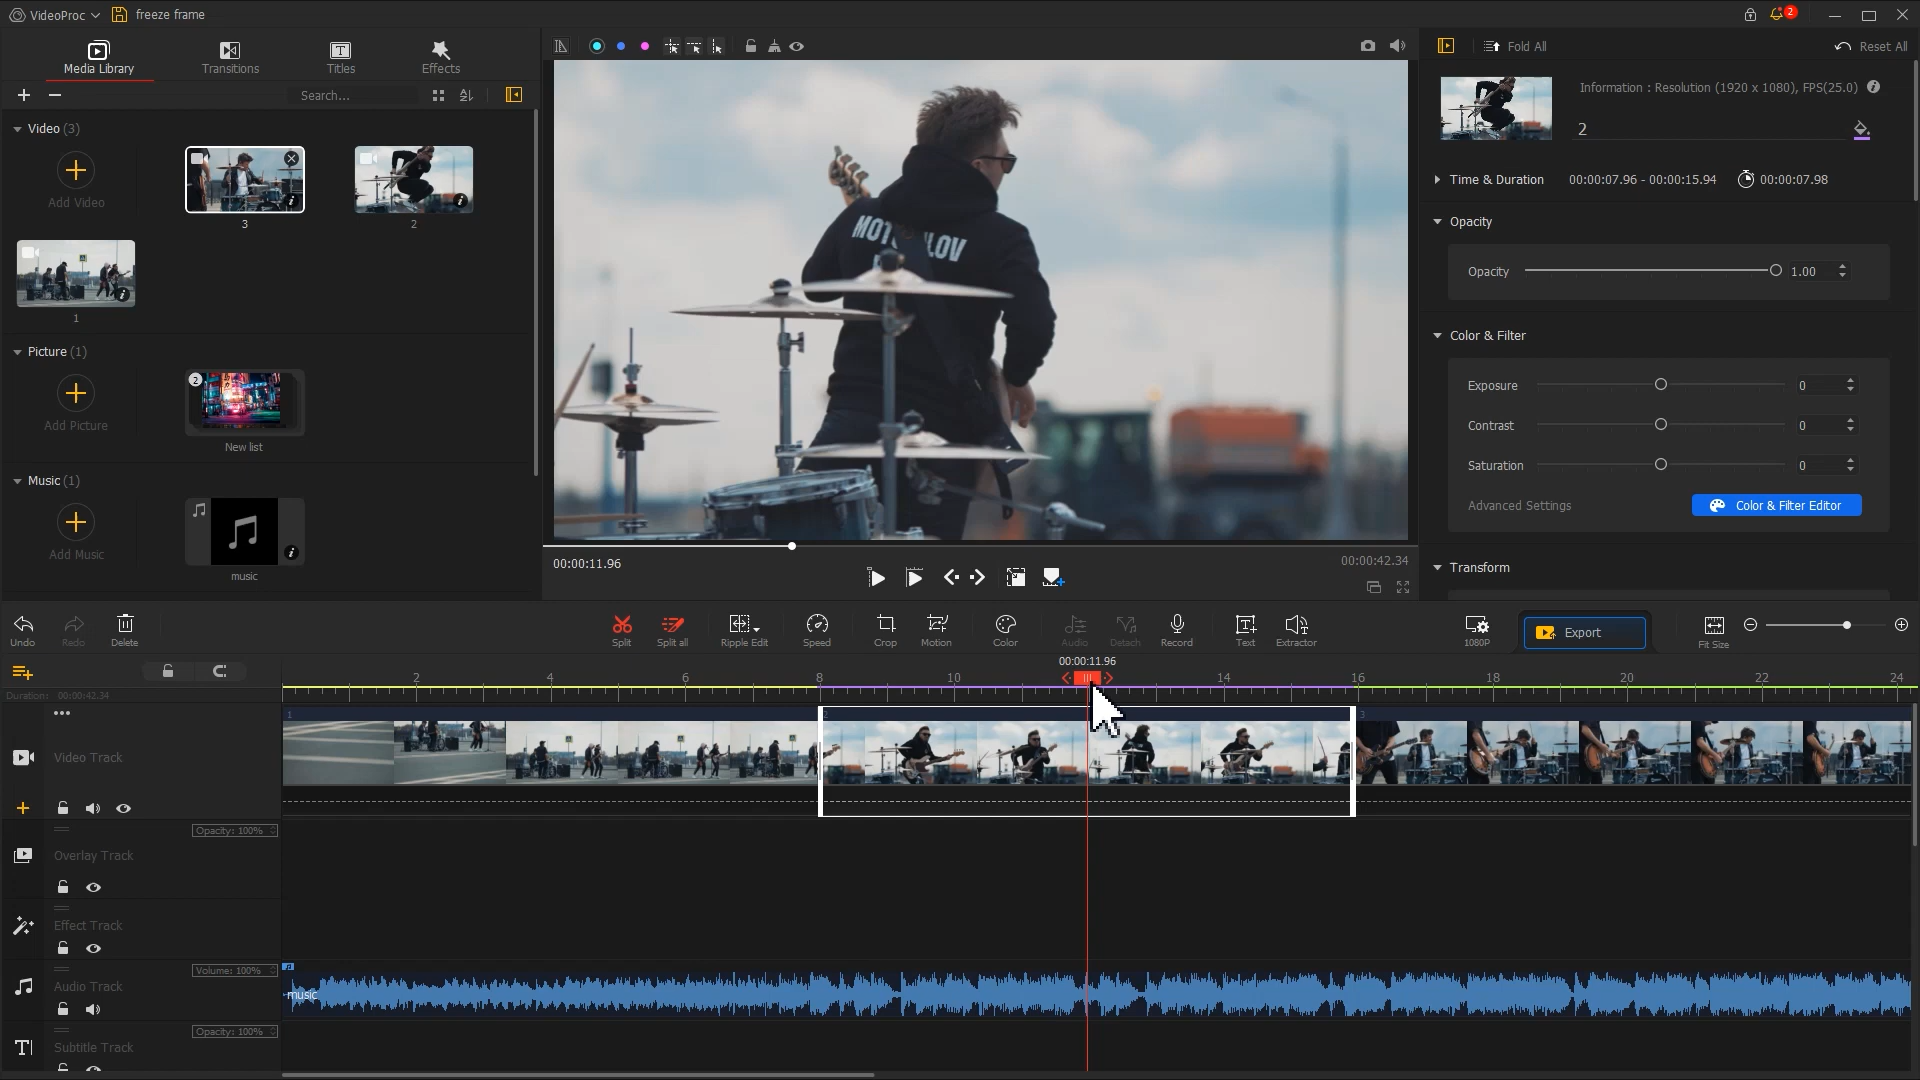 VideoProc
freeze frame
2
Media Library
Transitions
Titles
Effects
Fold All
Reset All
Search...
Information : Resolution (1920 x 1080), FPS(25.0)
2
Video (3)
Add Video
3
2
1
Time & Duration 00:00:07.96 - 00:00:15.94 00:00:07.98
Opacity
Opacity 1.00
Color & Filter
Exposure 0
Contrast 0
Saturation 0
Advanced Settings
Color & Filter Editor
Transform
Picture (1)
Add Picture
2
New list
Music (1)
Add Music
music
00:00:11.96
00:00:42.34
Undo
Redo
Delete
Split
Split all
Ripple Edit
Speed
Crop
Motion
Color
Audio
Detach
Record
Text
Extractor
1080P
Export
Fit Size
00:00:11.96
2 4 6 8 10 14 16 18 20 22 24
Duration: 00:00:42.34
1
2
3
Video Track
Opacity: 100%
Overlay Track
Effect Track
Volume: 100%
Audio Track
music
Opacity: 100%
Subtitle Track